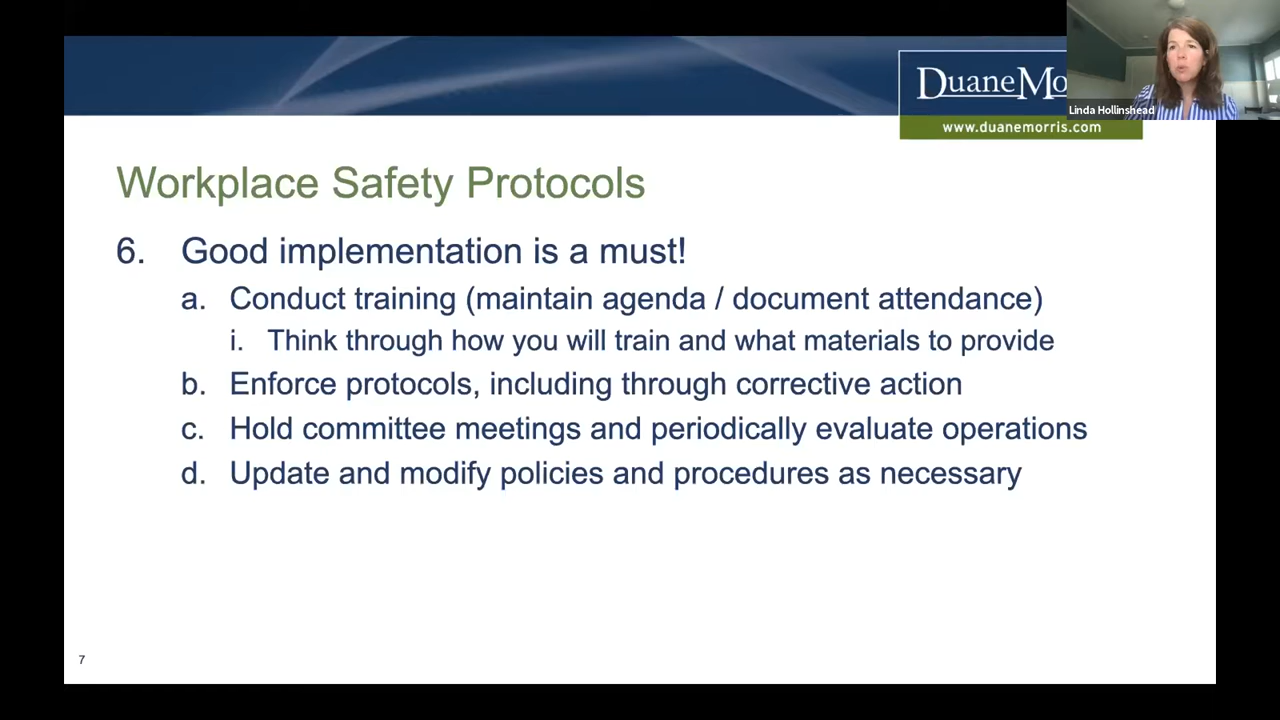 DuaneMo
Linda Hollinshead
www.duanemorris.com
Workplace Safety Protocols
6. Good implementation is a must!
a. Conduct training (maintain agenda / document attendance)
i. Think through how you will train and what materials to provide
b. Enforce protocols, including through corrective action
c. Hold committee meetings and periodically evaluate operations
d. Update and modify policies and procedures as necessary
7